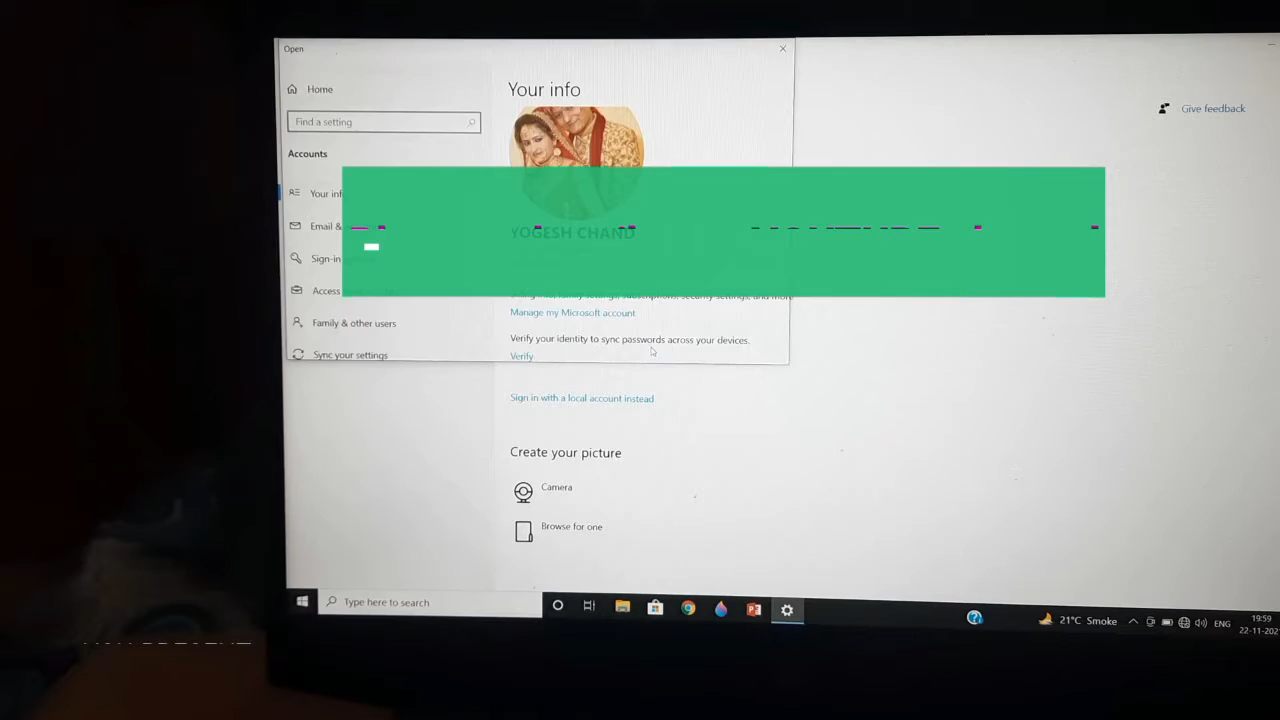 Open
Home
Your info
Give feedback
Find a setting
Accounts
Your inf
Email &
YOGESH CHAND
Sign-in
Access
Manage my Microsoft account
Family & other users
Verify your identity to sync passwords across your devices.
Sync your settings
Verify
Sign in with a local account instead
Create your picture
Camera
Browse for one
Type here to search
21°C Smoke
ENG
19:59
22-11-202